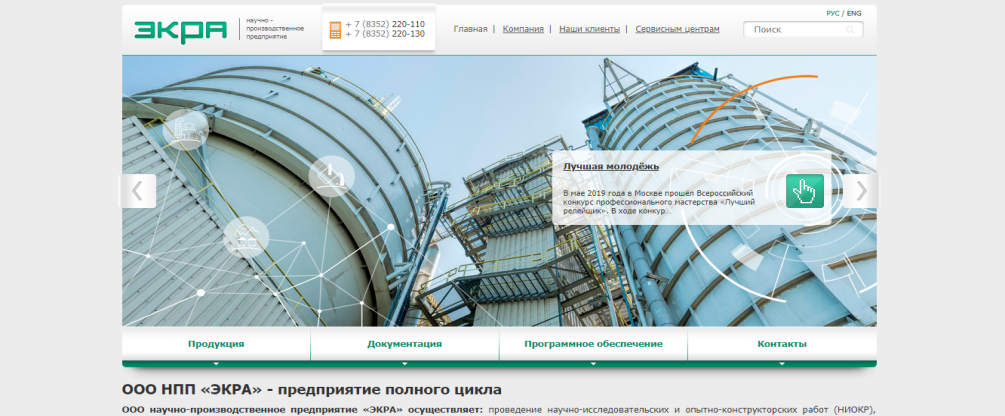 РУС / ENG
ЭКРА
научно -
производственное
предприятие
+ 7 (8352) 220-110
+ 7 (8352) 220-130
Главная | Компания | Наши клиенты | Сервисным центрам
Поиск
Лучшая молодёжь
В мае 2019 года в Москве прошёл Всероссийский
конкурс профессионального мастерства «Лучший
релейщик». В ходе конкур...
Продукция
Документация
Программное обеспечение
Контакты
ООО НПП «ЭКРА» - предприятие полного цикла
ООО научно-производственное предприятие «ЭКРА» осуществляет: проведение научно-исследовательских и опытно-конструкторских работ (НИОКР),